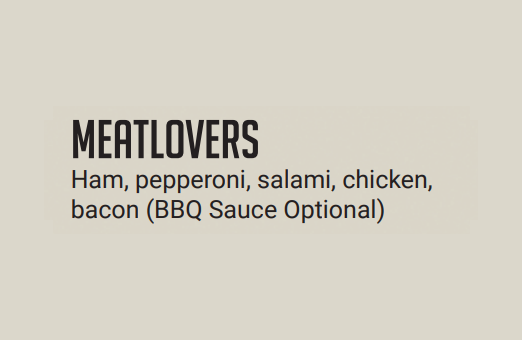 MEATLOVERS
Ham, pepperoni, salami, chicken,
bacon (BBQ Sauce Optional)